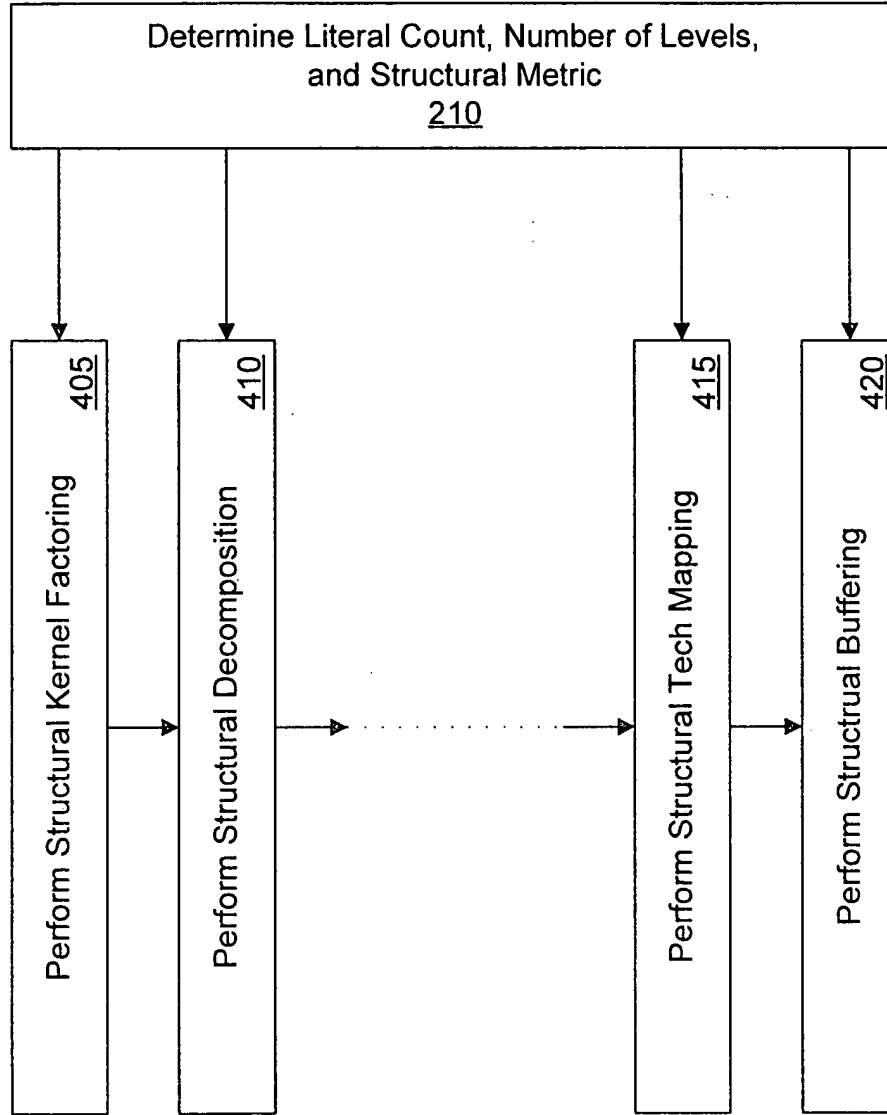 Determine Literal Count, Number of Levels,
and Structural Metric
210
Perform Structural Kernel Factoring
405
Perform Structural Decomposition
410
Perform Structural Tech Mapping
415
Perform Structrual Buffering
420